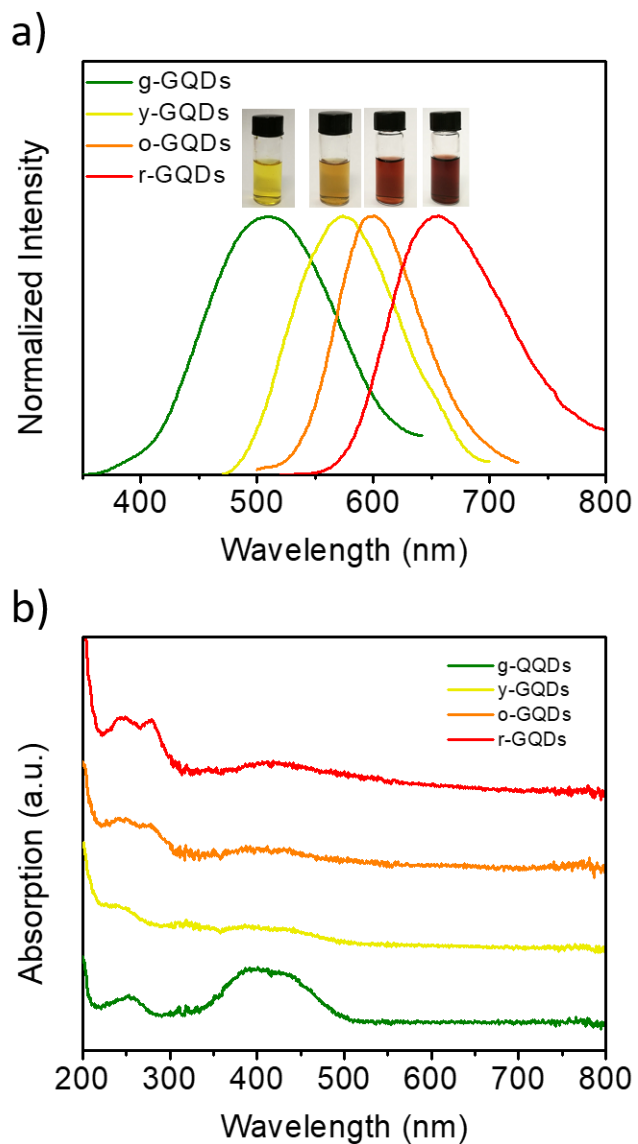 a)
g-GQDs
y-GQDs
o-GQDs
r-GQDs
Normalized Intensity
400 500 600 700 800
Wavelength (nm)
b)
g-QQDs
y-GQDs
o-GQDs
r-GQDs
Absorption (a.u.)
200 300 400 500 600 700 800
Wavelength (nm)